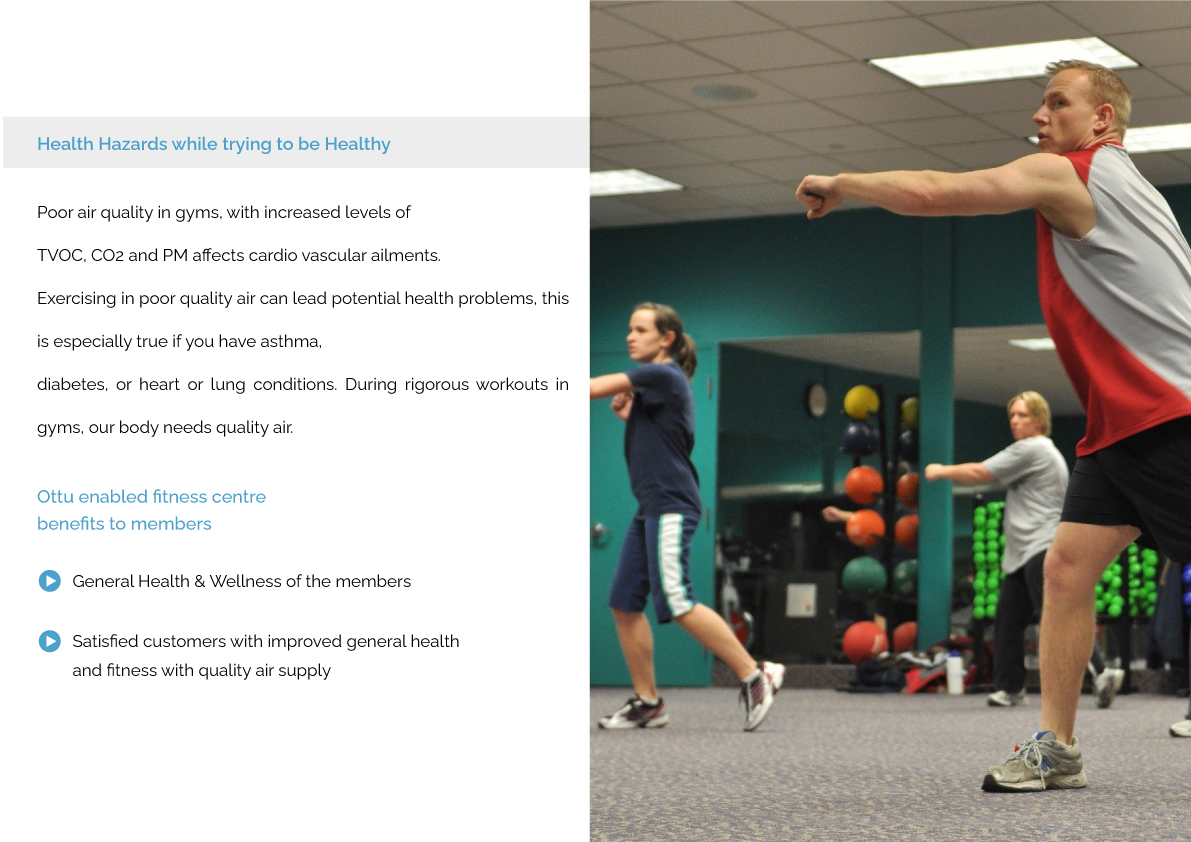 Health Hazards while trying to be Healthy
Poor air quality in gyms, with increased levels of
TVOC, CO2 and PM affects cardio vascular ailments.
Exercising in poor quality air can lead potential health problems, this
is especially true if you have asthma,
diabetes, or heart or lung conditions. During rigorous workouts in
gyms, our body needs quality air.
Ottu enabled fitness centre
benefits to members
General Health & Wellness of the members
Satisfied customers with improved general health
and fitness with quality air supply